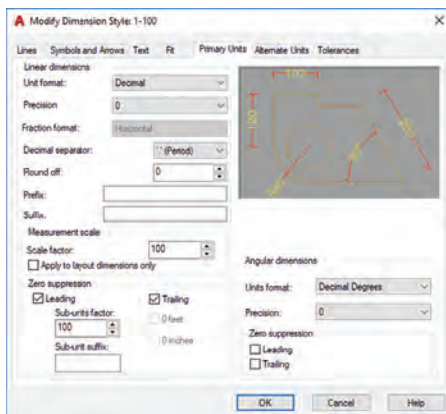 Modify Dimension Style: 1-100
Lines Symbols and Arrows Text Fit Primary Units Alternate Units Tolerances
Linear dimensions
Unit format: Decimal
Precision 0
Fraction format: Horizontal
Decimal separator: '.' (Period)
Round off: 0
Prefix:
Suffix:
Measurement scale
Scale factor: 100
Apply to layout dimensions only
Zero suppression
Leading Trailing
Sub-units factor: 0 feet
100
0 inches
Sub-unit suffix:
Angular dimensions
Units format: Decimal Degrees
Precision: 0
Zero suppression
Leading
Trailing
OK Cancel Help